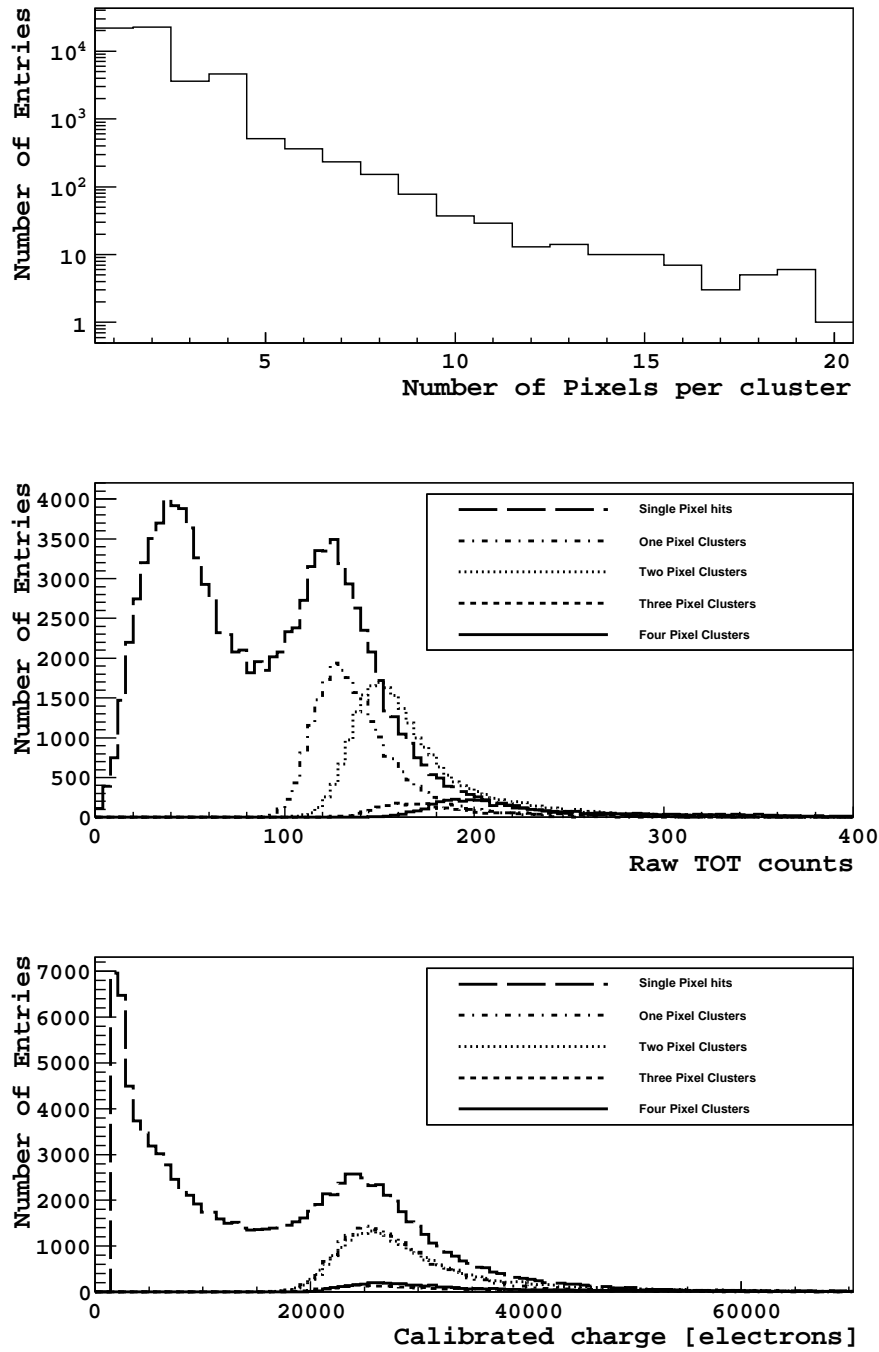 Number of Entries
10^4
10^3
10^2
10
1
5 10 15 20
Number of Pixels per cluster
Number of Entries
4000
3500
3000
2500
2000
1500
1000
500
0
Single Pixel hits
One Pixel Clusters
Two Pixel Clusters
Three Pixel Clusters
Four Pixel Clusters
0 100 200 300 400
Raw TOT counts
Number of Entries
7000
6000
5000
4000
3000
2000
1000
0
Single Pixel hits
One Pixel Clusters
Two Pixel Clusters
Three Pixel Clusters
Four Pixel Clusters
0 20000 40000 60000
Calibrated charge [electrons]